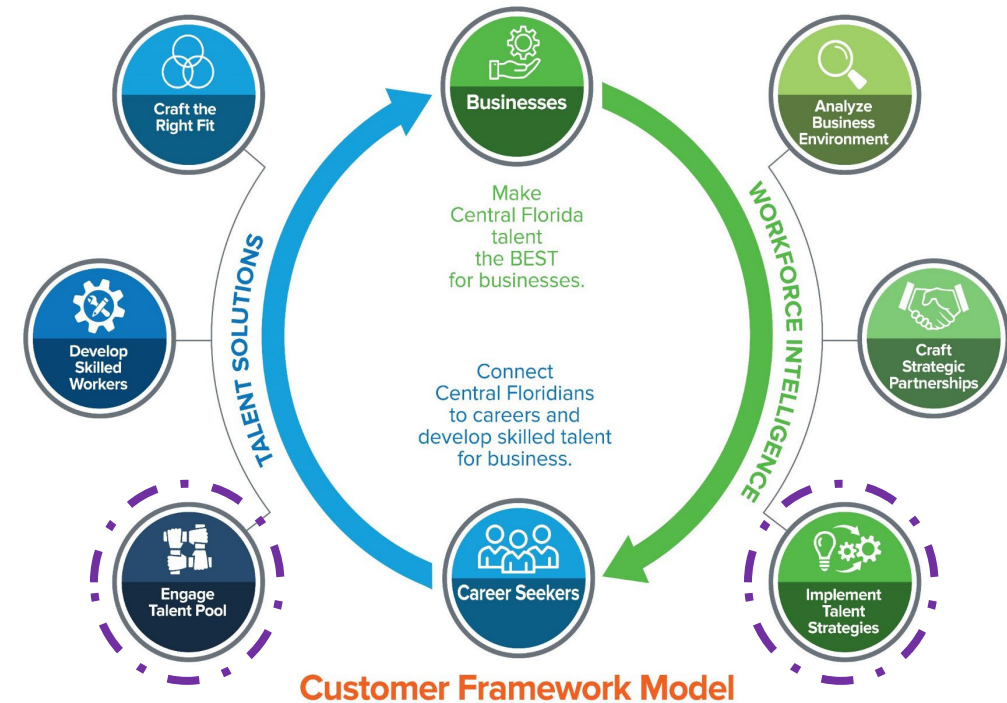 Craft the
Right Fit
Businesses
Analyze
Business
Environment
Make
Central Florida
talent
the BEST
for businesses.
TALENT SOLUTIONS
WORKFORCE INTELLIGENCE
Develop
Skilled
Workers
Craft
Strategic
Partnerships
Connect
Central Floridians
to careers and
develop skilled talent
for business.
Engage
Talent Pool
Career Seekers
Implement
Talent
Strategies
Customer Framework Model